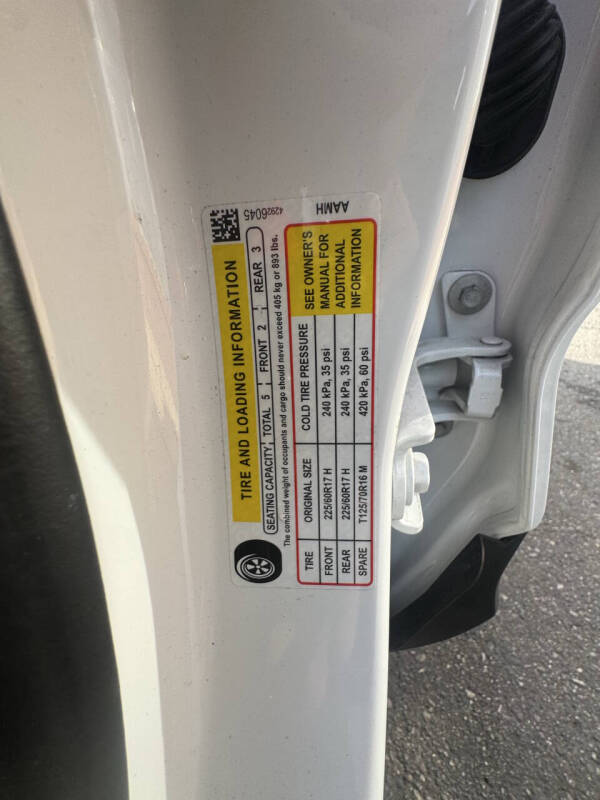 TIRE AND LOADING INFORMATION
SEATING CAPACITY TOTAL 5 FRONT 2 REAR 3
The combined weight of occupants and cargo should never exceed 405 kg or 893 lbs.
TIRE ORIGINAL SIZE COLD TIRE PRESSURE
FRONT 225/60R17 H 240 kPa, 35 psi
REAR 225/60R17 H 240 kPa, 35 psi
SPARE T125/70R16 M 420 kPa, 60 psi
SEE OWNER'S
MANUAL FOR
ADDITIONAL
INFORMATION
42926045
AAMH